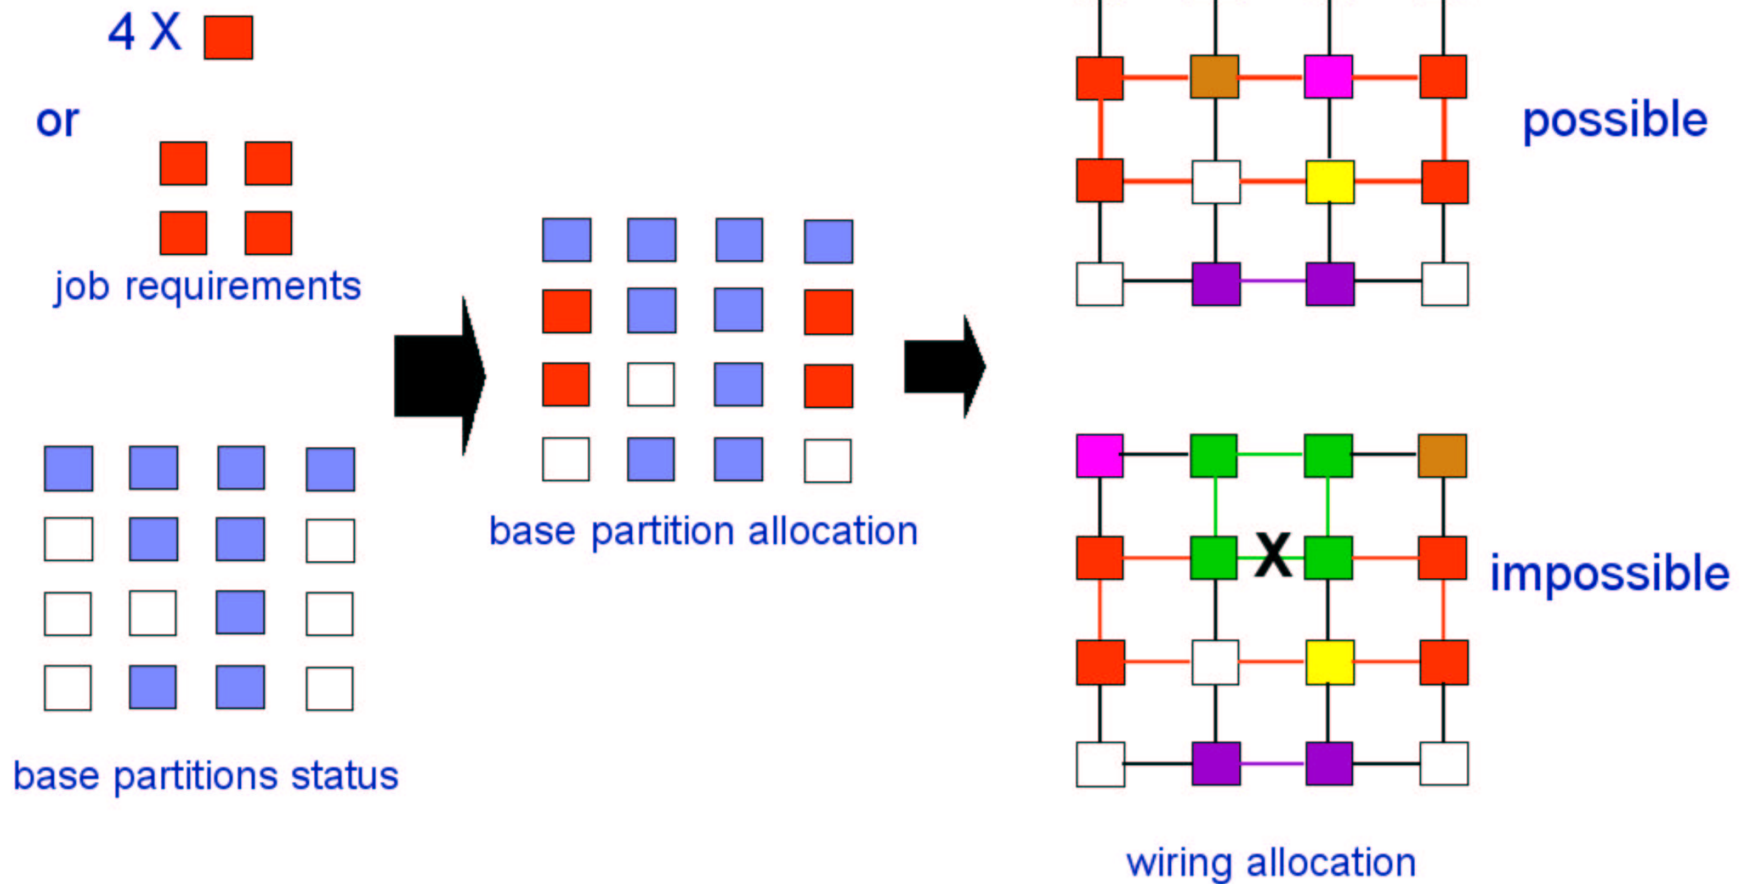 4 X
or
job requirements
base partitions status
base partition allocation
possible
X
impossible
wiring allocation